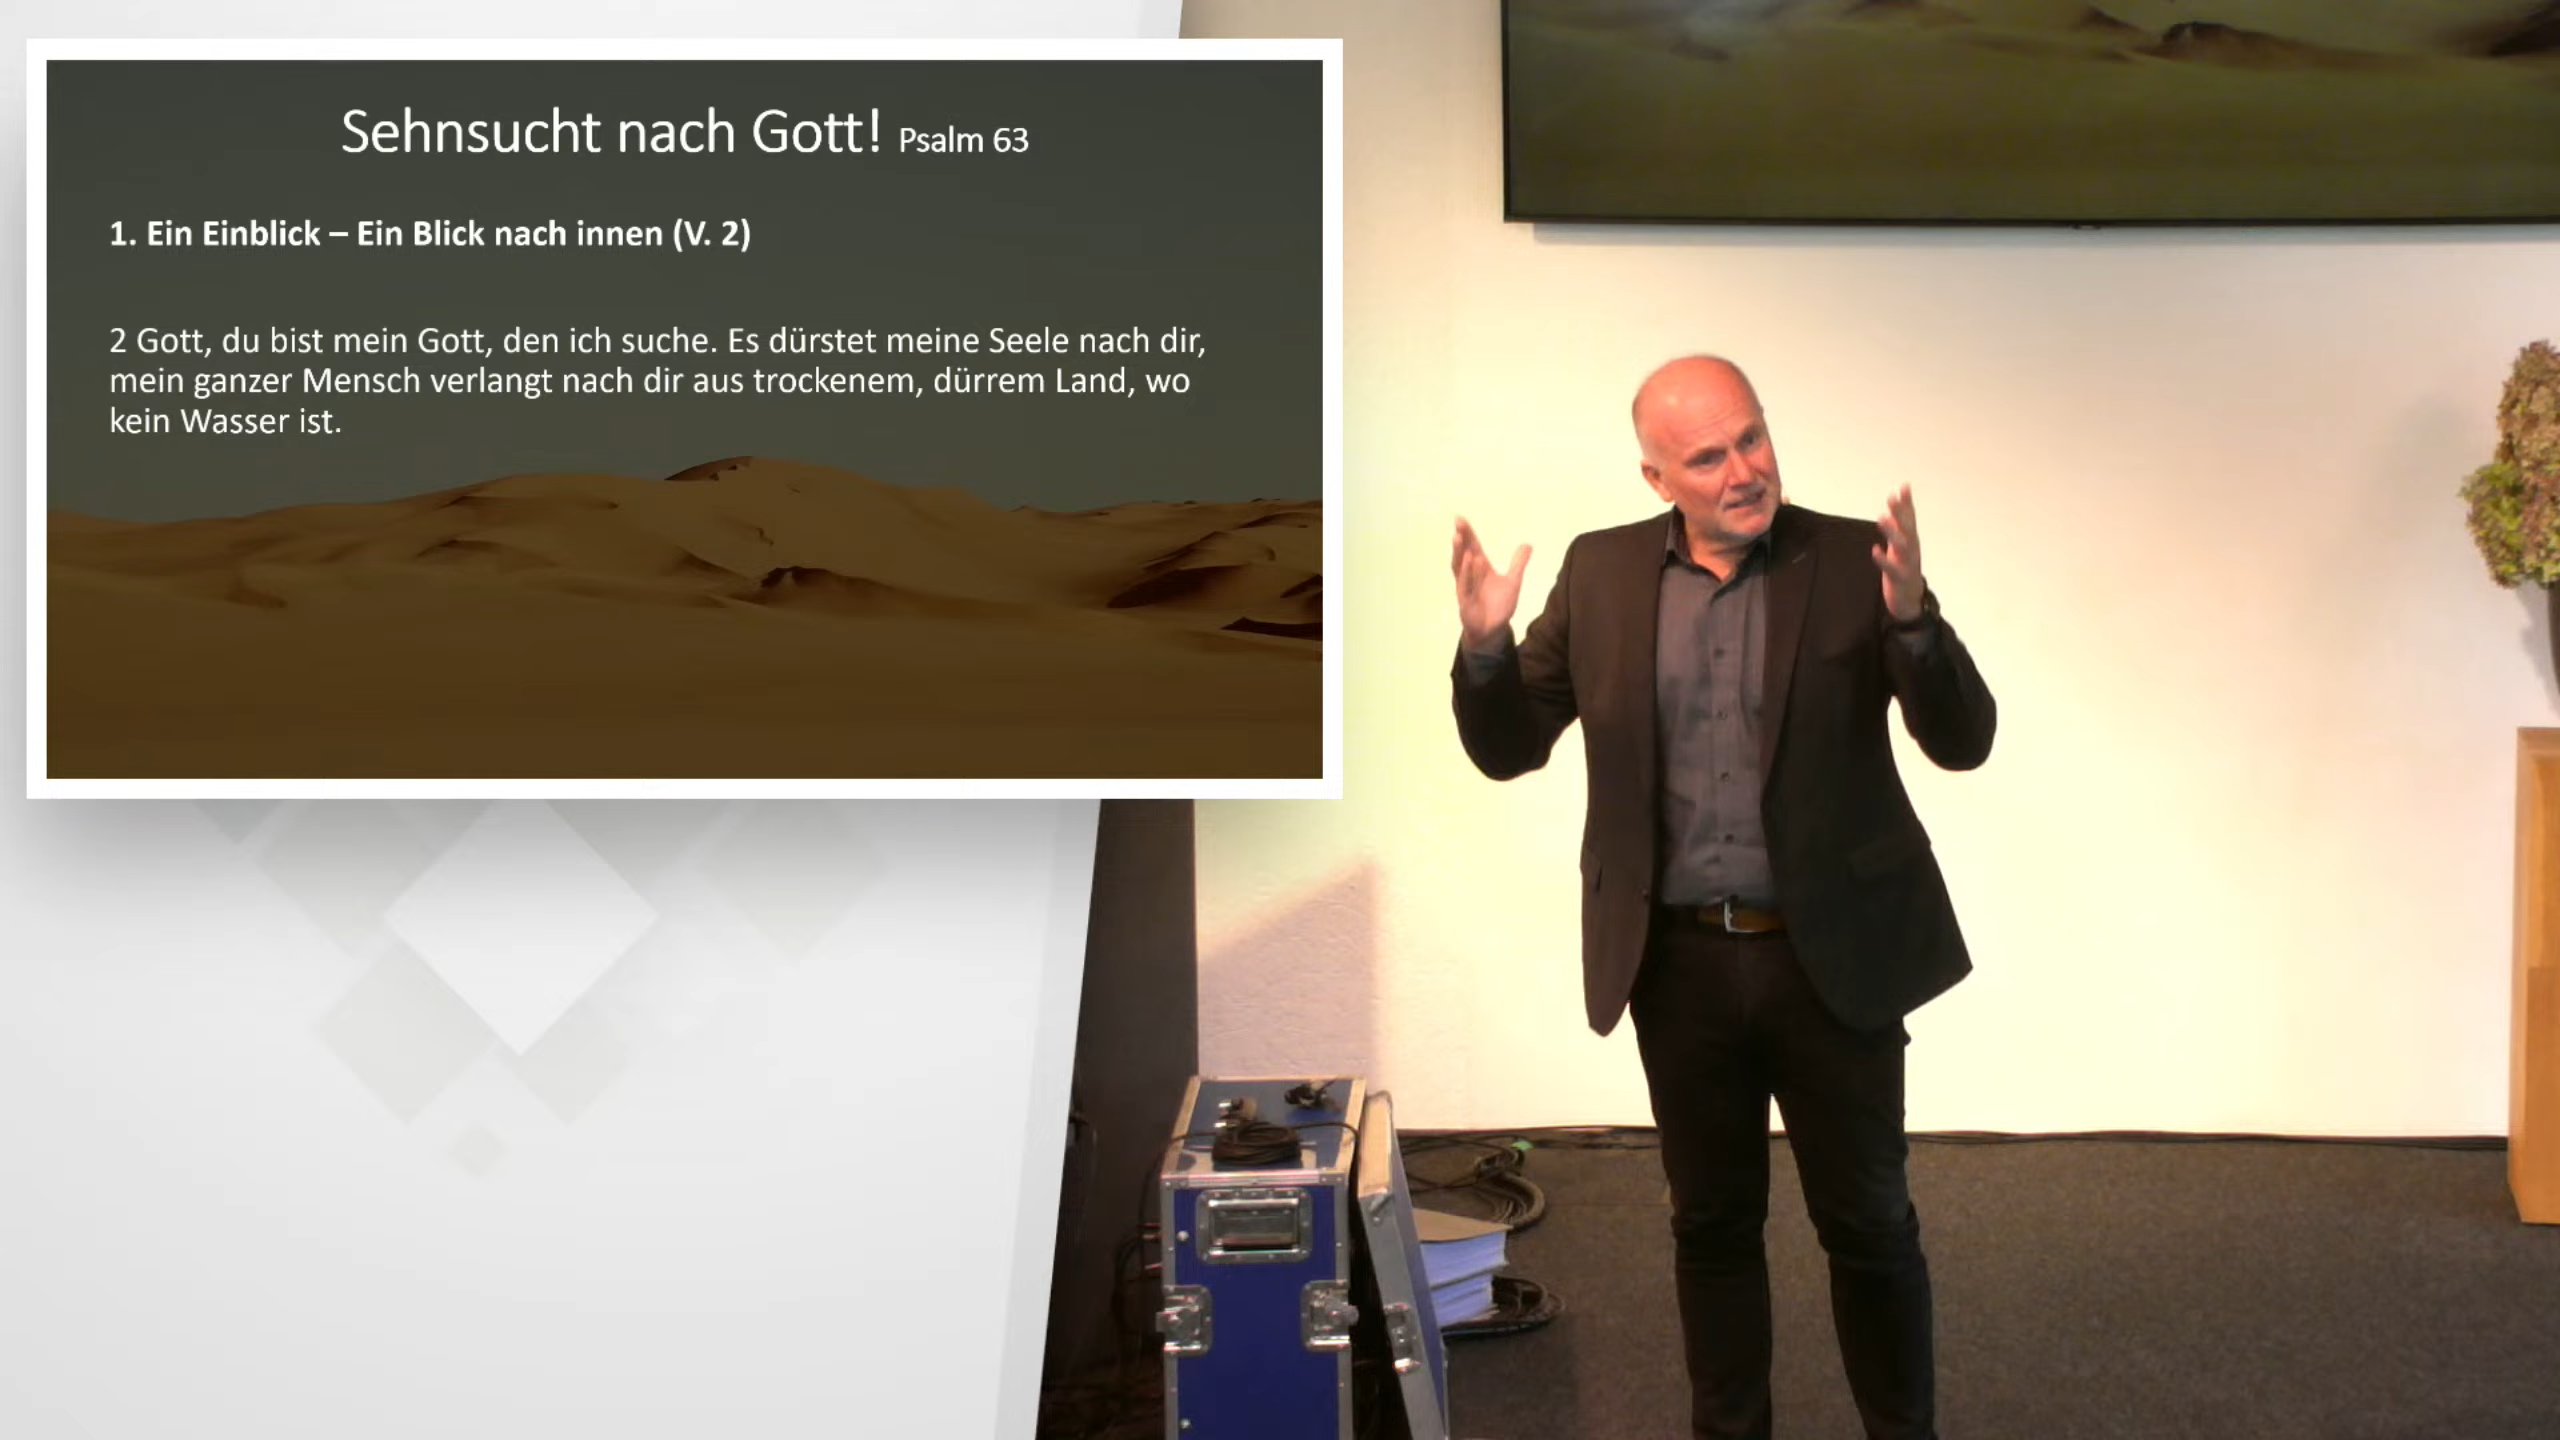 Sehnsucht nach Gott! Psalm 63
1. Ein Einblick – Ein Blick nach innen (V. 2)
2 Gott, du bist mein Gott, den ich suche. Es dürstet meine Seele nach dir,
mein ganzer Mensch verlangt nach dir aus trockenem, dürrem Land, wo
kein Wasser ist.